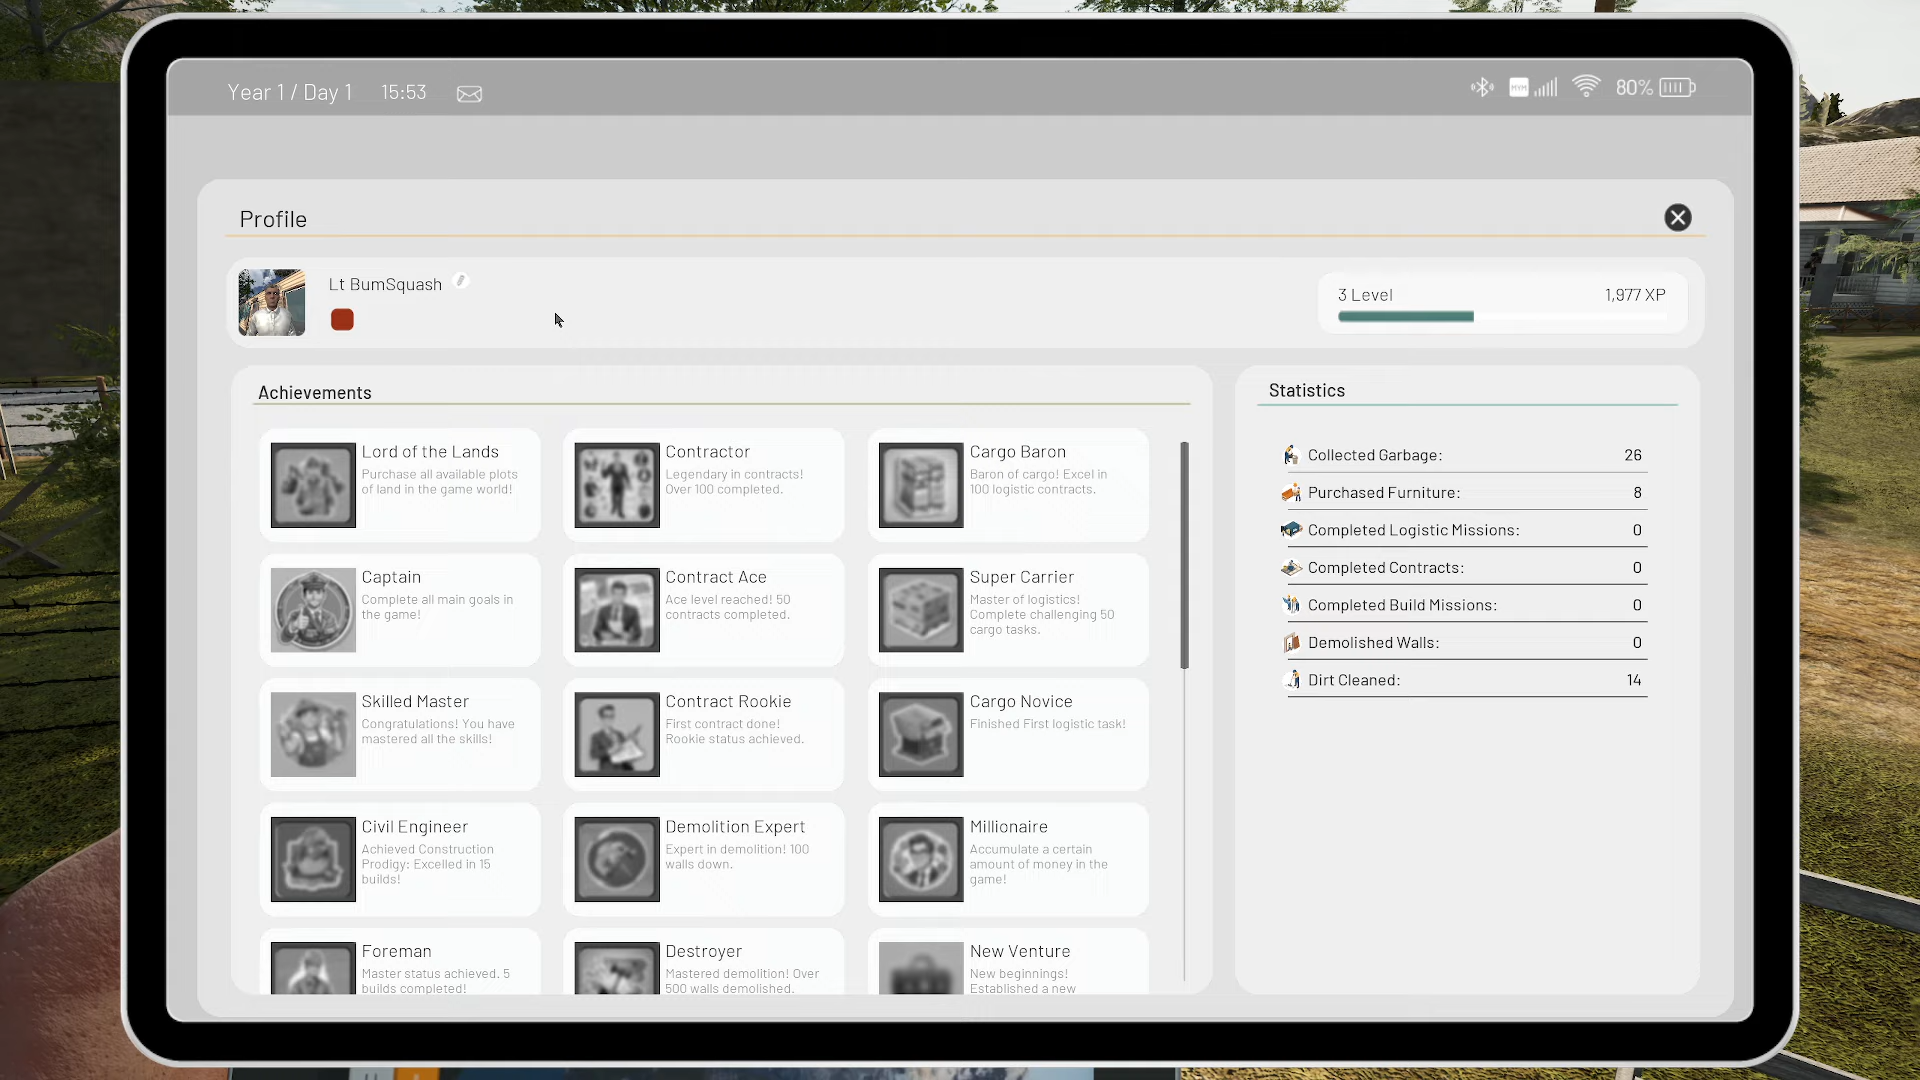 Year 1 / Day 1 15:53
80%
Profile
Lt BumSquash
3 Level 1,977 XP
Achievements
Lord of the Lands
Purchase all available plots
of land in the game world!
Contractor
Legendary in contracts!
Over 100 completed.
Cargo Baron
Baron of cargo! Excel in
100 logistic contracts.
Captain
Complete all main goals in
the game!
Contract Ace
Ace level reached! 50
contracts completed.
Super Carrier
Master of logistics!
Complete challenging 50
cargo tasks.
Skilled Master
Congratulations! You have
mastered all the skills!
Contract Rookie
First contract done!
Rookie status achieved.
Cargo Novice
Finished First logistic task!
Civil Engineer
Achieved Construction
Prodigy: Excelled in 15
builds!
Demolition Expert
Expert in demolition! 100
walls down.
Millionaire
Accumulate a certain
amount of money in the
game!
Foreman
Master status achieved. 5
builds completed!
Destroyer
Mastered demolition! Over
500 walls demolished.
New Venture
New beginnings!
Established a new
Statistics
Collected Garbage: 26
Purchased Furniture: 8
Completed Logistic Missions: 0
Completed Contracts: 0
Completed Build Missions: 0
Demolished Walls: 0
Dirt Cleaned: 14